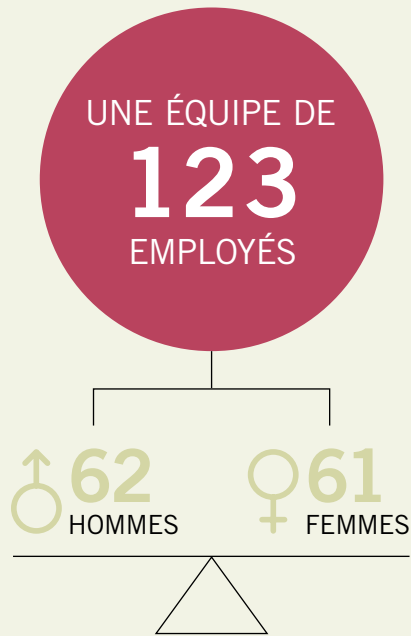 UNE ÉQUIPE DE
123
EMPLOYÉS
62
HOMMES
61
FEMMES